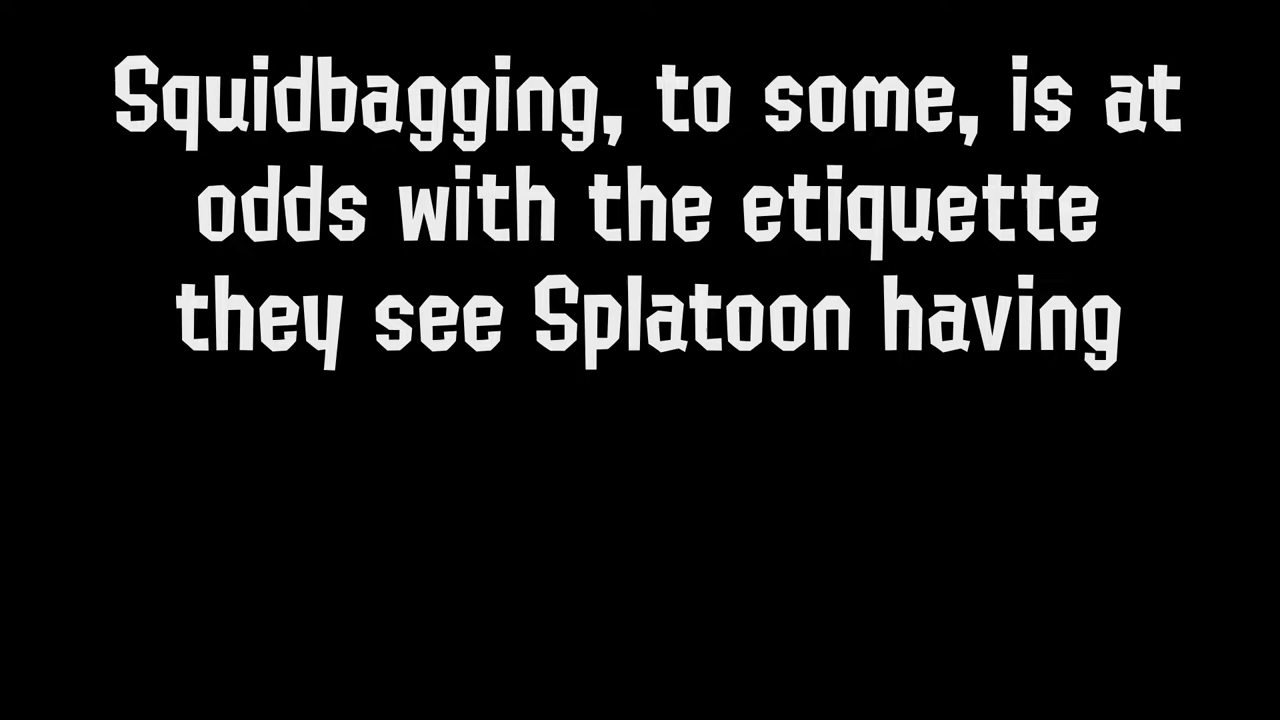 Squidbagging, to some, is at
odds with the etiquette
they see Splatoon having